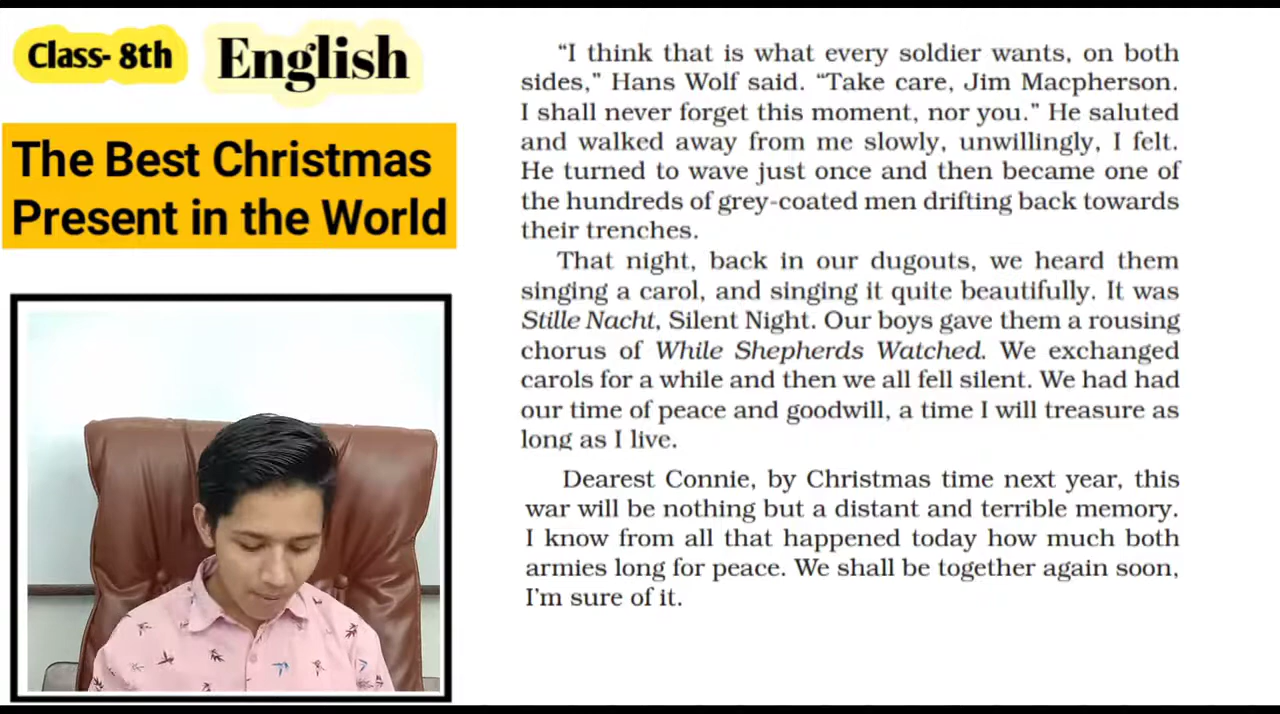 Class- 8th
English
The Best Christmas
Present in the World
“I think that is what every soldier wants, on both
sides,” Hans Wolf said. “Take care, Jim Macpherson.
I shall never forget this moment, nor you.” He saluted
and walked away from me slowly, unwillingly, I felt.
He turned to wave just once and then became one of
the hundreds of grey-coated men drifting back towards
their trenches.
That night, back in our dugouts, we heard them
singing a carol, and singing it quite beautifully. It was
Stille Nacht, Silent Night. Our boys gave them a rousing
chorus of While Shepherds Watched. We exchanged
carols for a while and then we all fell silent. We had had
our time of peace and goodwill, a time I will treasure as
long as I live.
Dearest Connie, by Christmas time next year, this
war will be nothing but a distant and terrible memory.
I know from all that happened today how much both
armies long for peace. We shall be together again soon,
I’m sure of it.